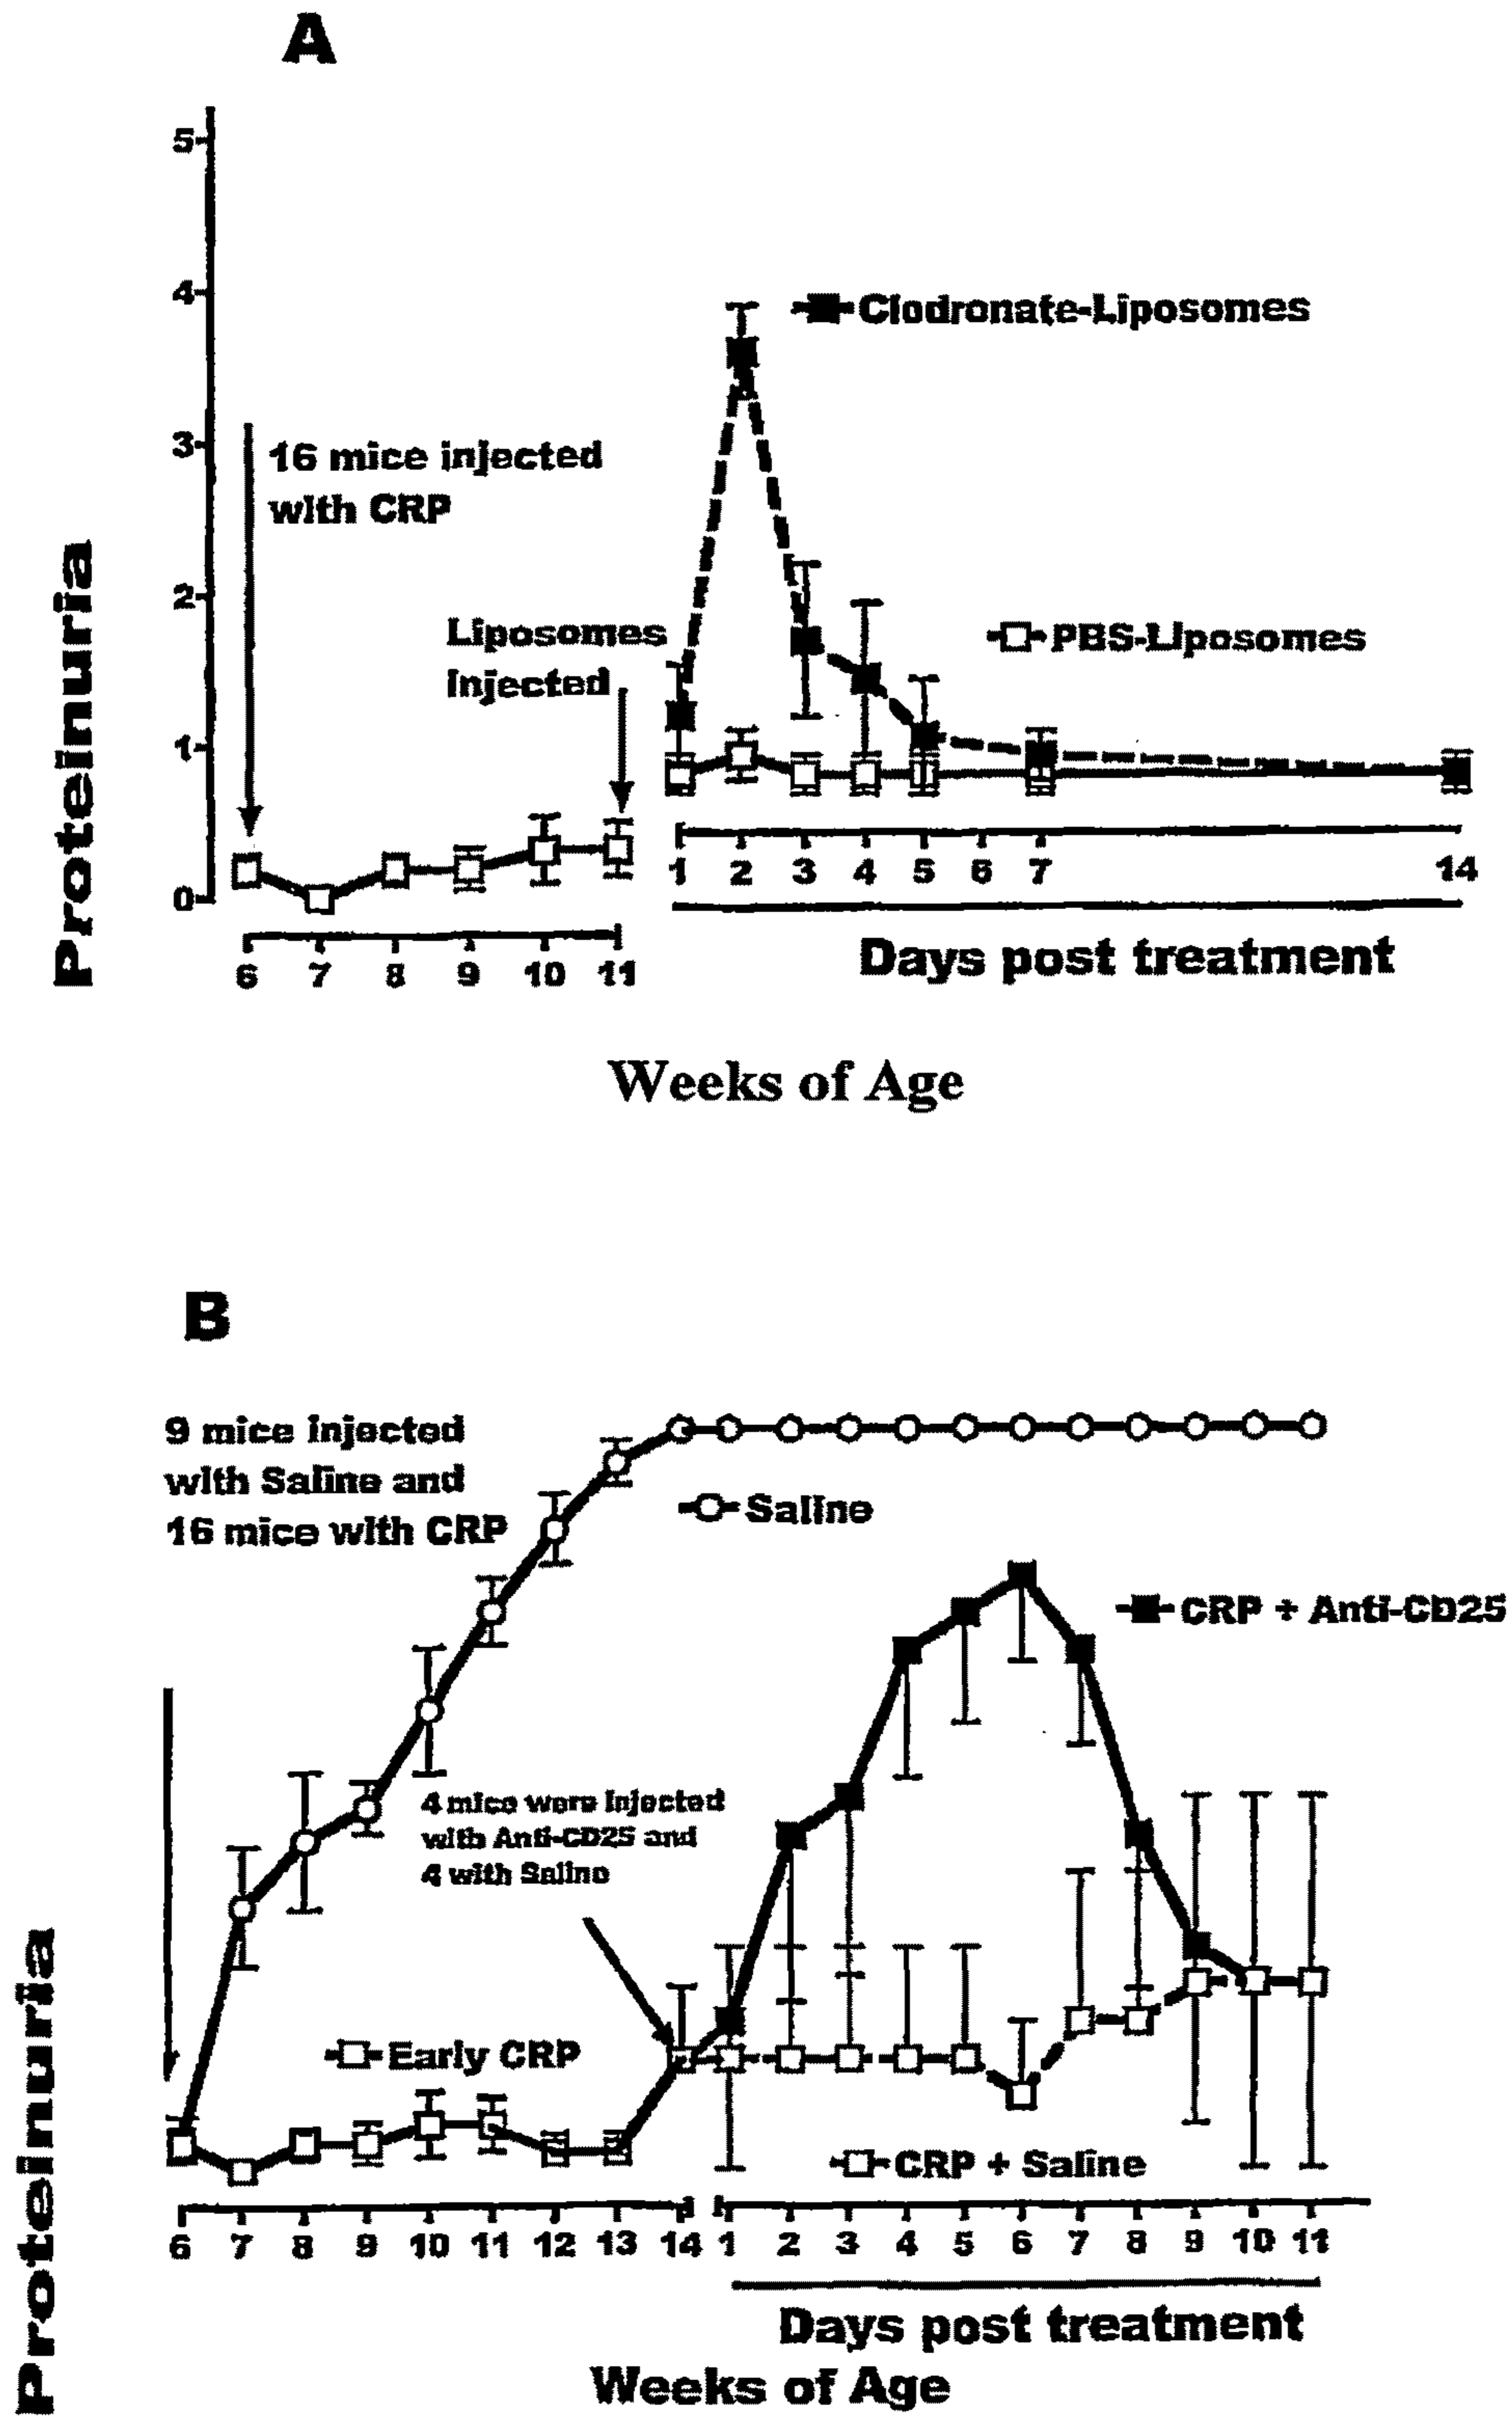 A
5
4
3
2
1
0
Proteinuria
16 mice injected
with CRP
Liposomes
injected
Clodronate-Liposomes
PBS-Liposomes
6 7 8 9 10 11
1 2 3 4 5 6 7 14
Days post treatment
Weeks of Age
B
9 mice injected
with Saline and
16 mice with CRP
Saline
CRP + Anti-CD25
4 mice were injected
with Anti-CD25 and
4 with Saline
Early CRP
CRP + Saline
Proteinuria
6 7 8 9 10 11 12 13 14 1 2 3 4 5 6 7 8 9 10 11
Days post treatment
Weeks of Age